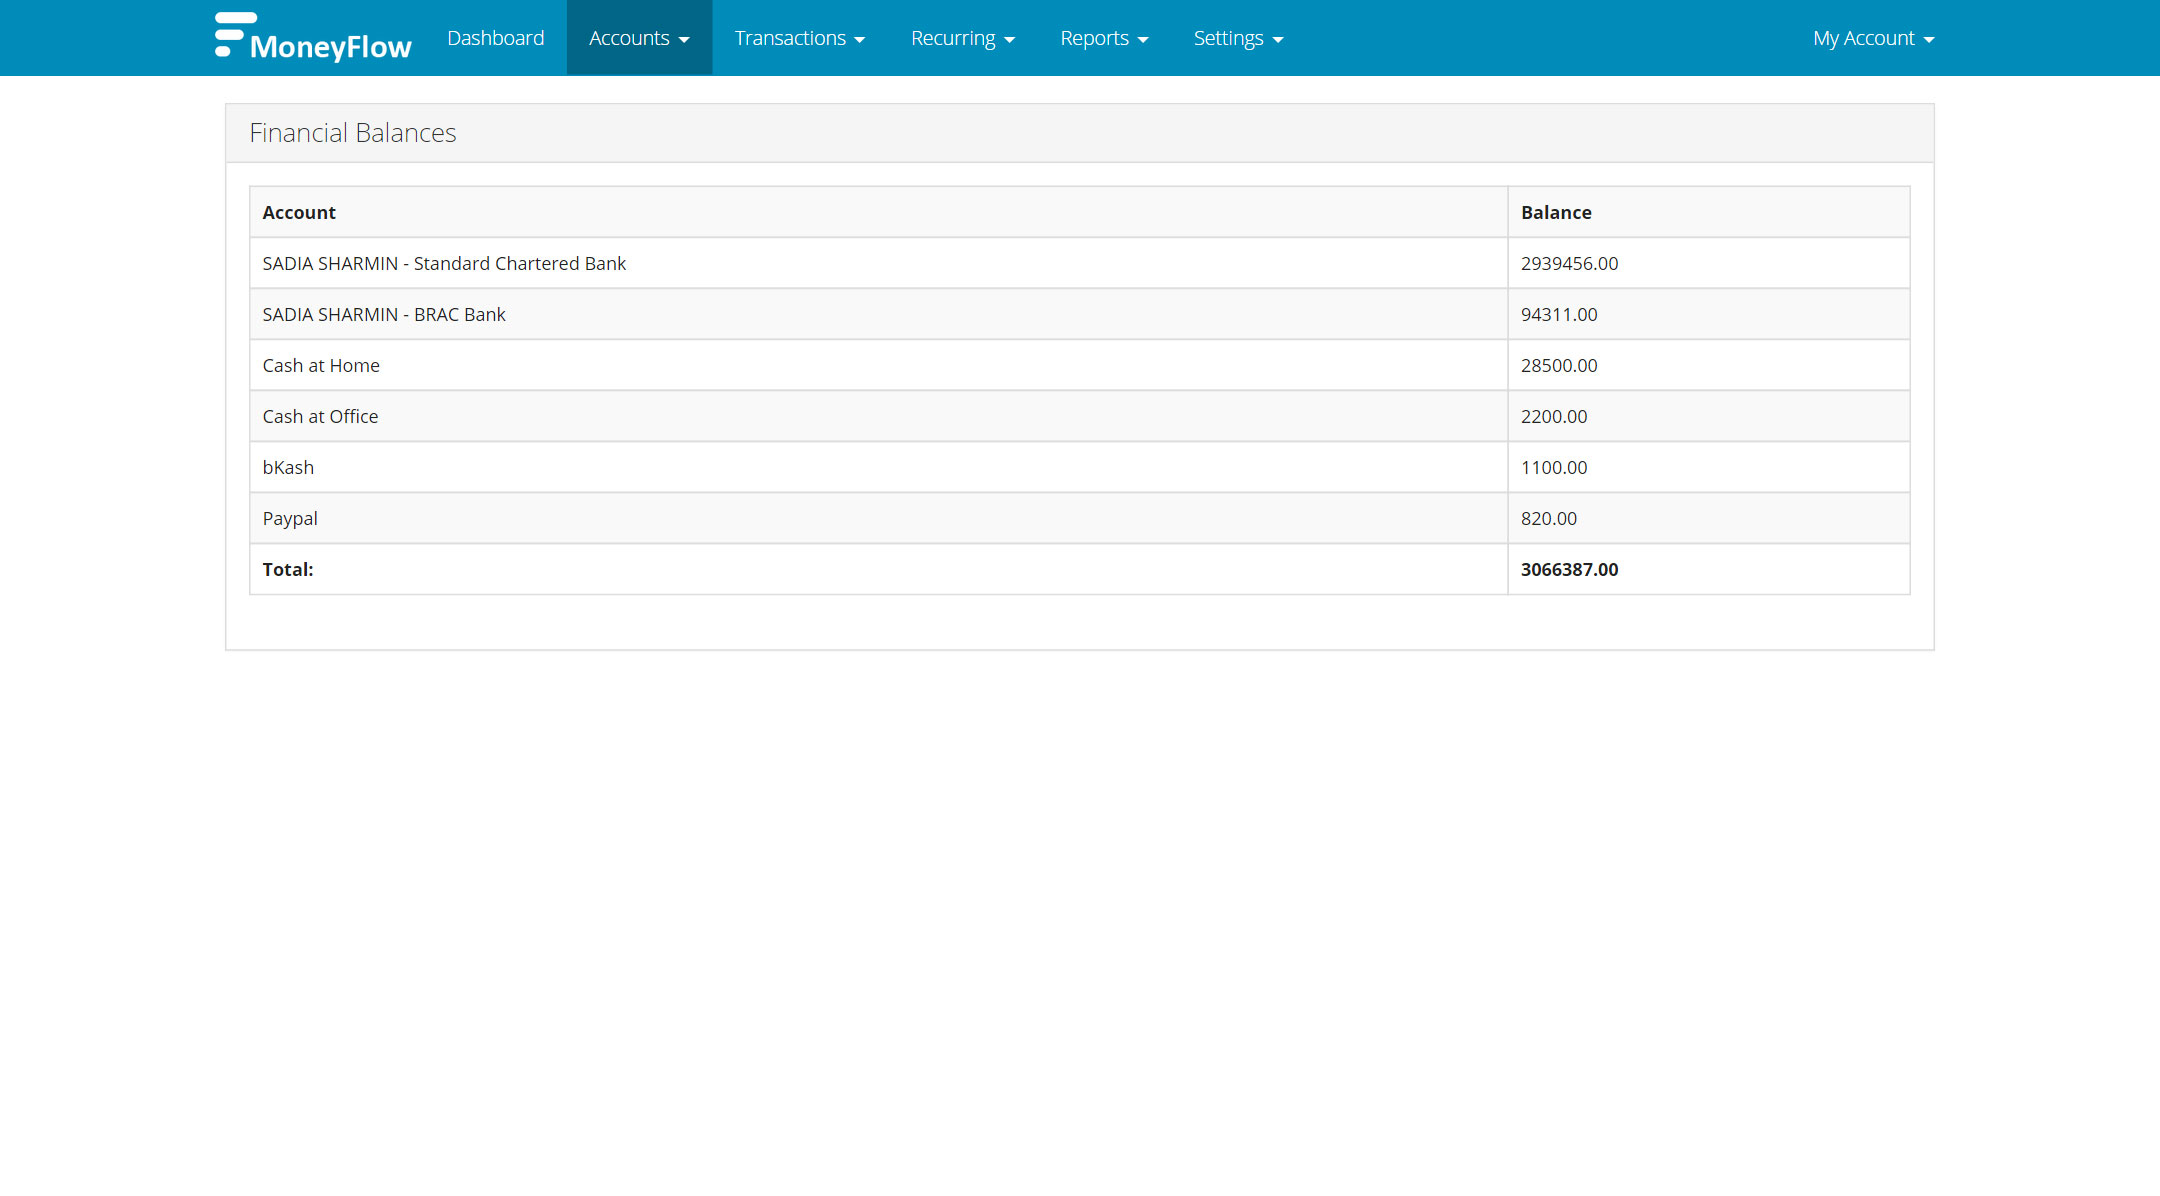 MoneyFlow Dashboard Accounts Transactions Recurring Reports Settings My Account
Financial Balances
Account Balance
SADIA SHARMIN - Standard Chartered Bank 2939456.00
SADIA SHARMIN - BRAC Bank 94311.00
Cash at Home 28500.00
Cash at Office 2200.00
bKash 1100.00
Paypal 820.00
Total: 3066387.00